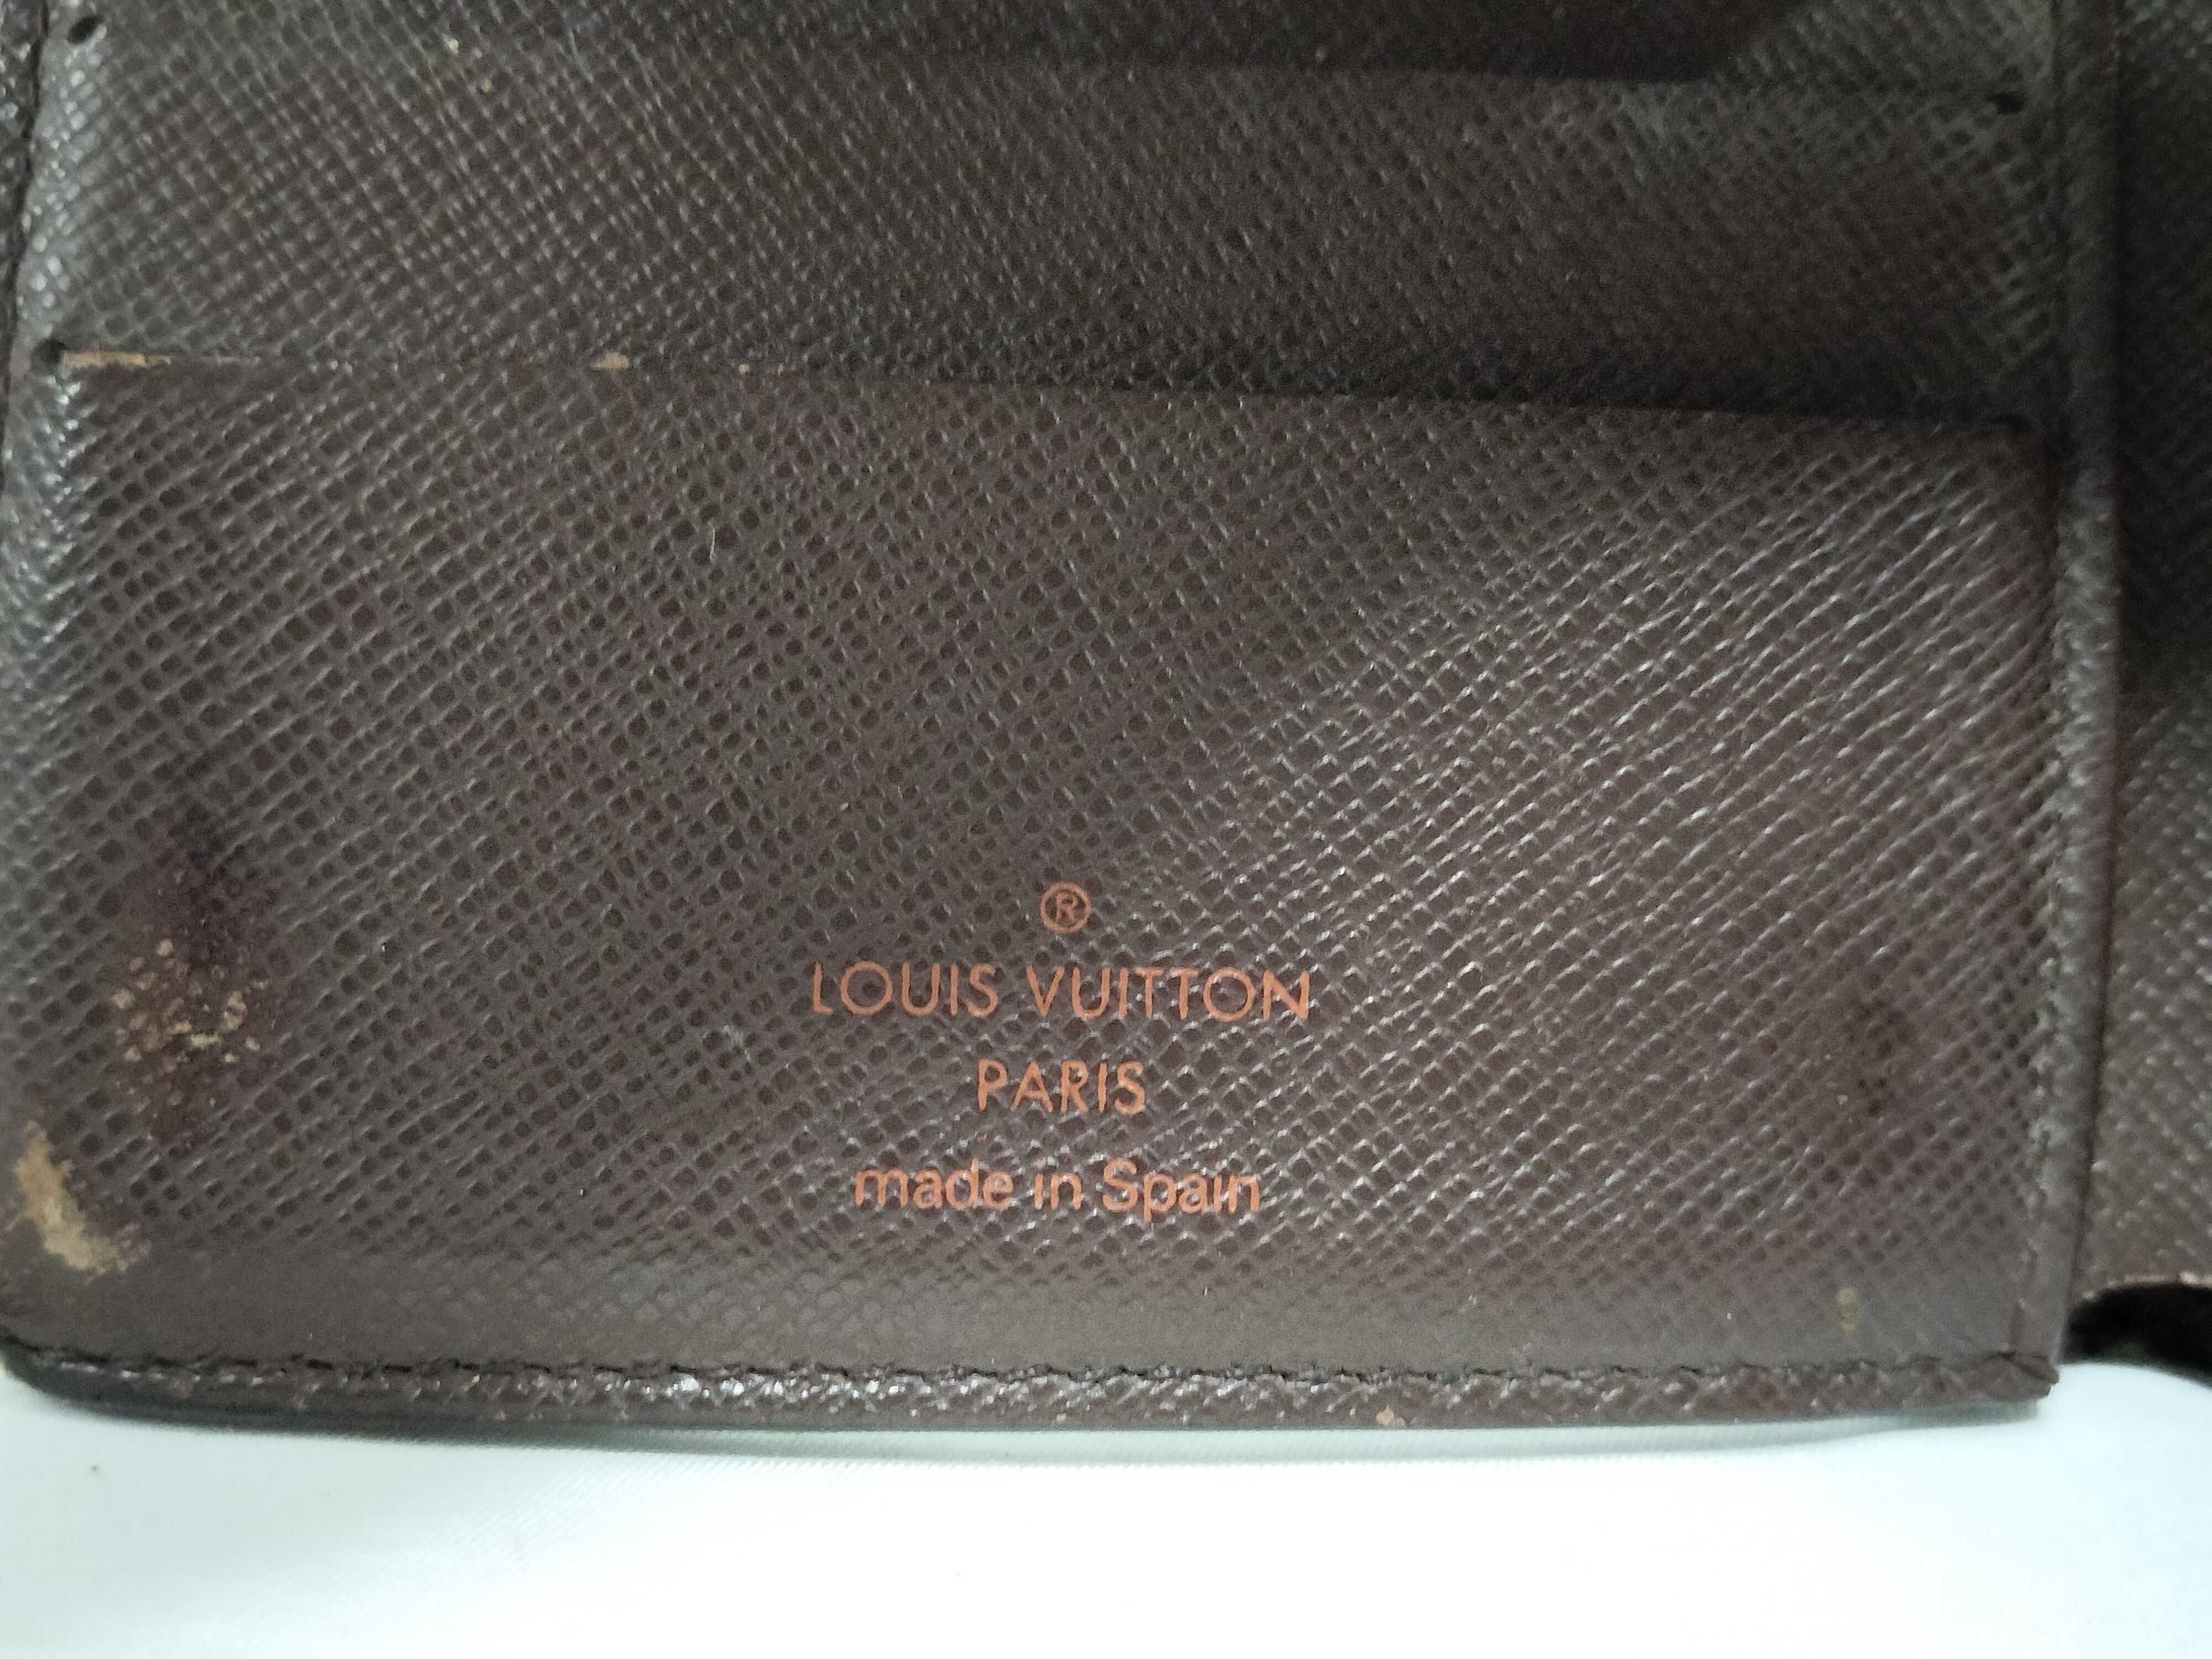 ®
LOUIS VUITTON
PARIS
made in Spain